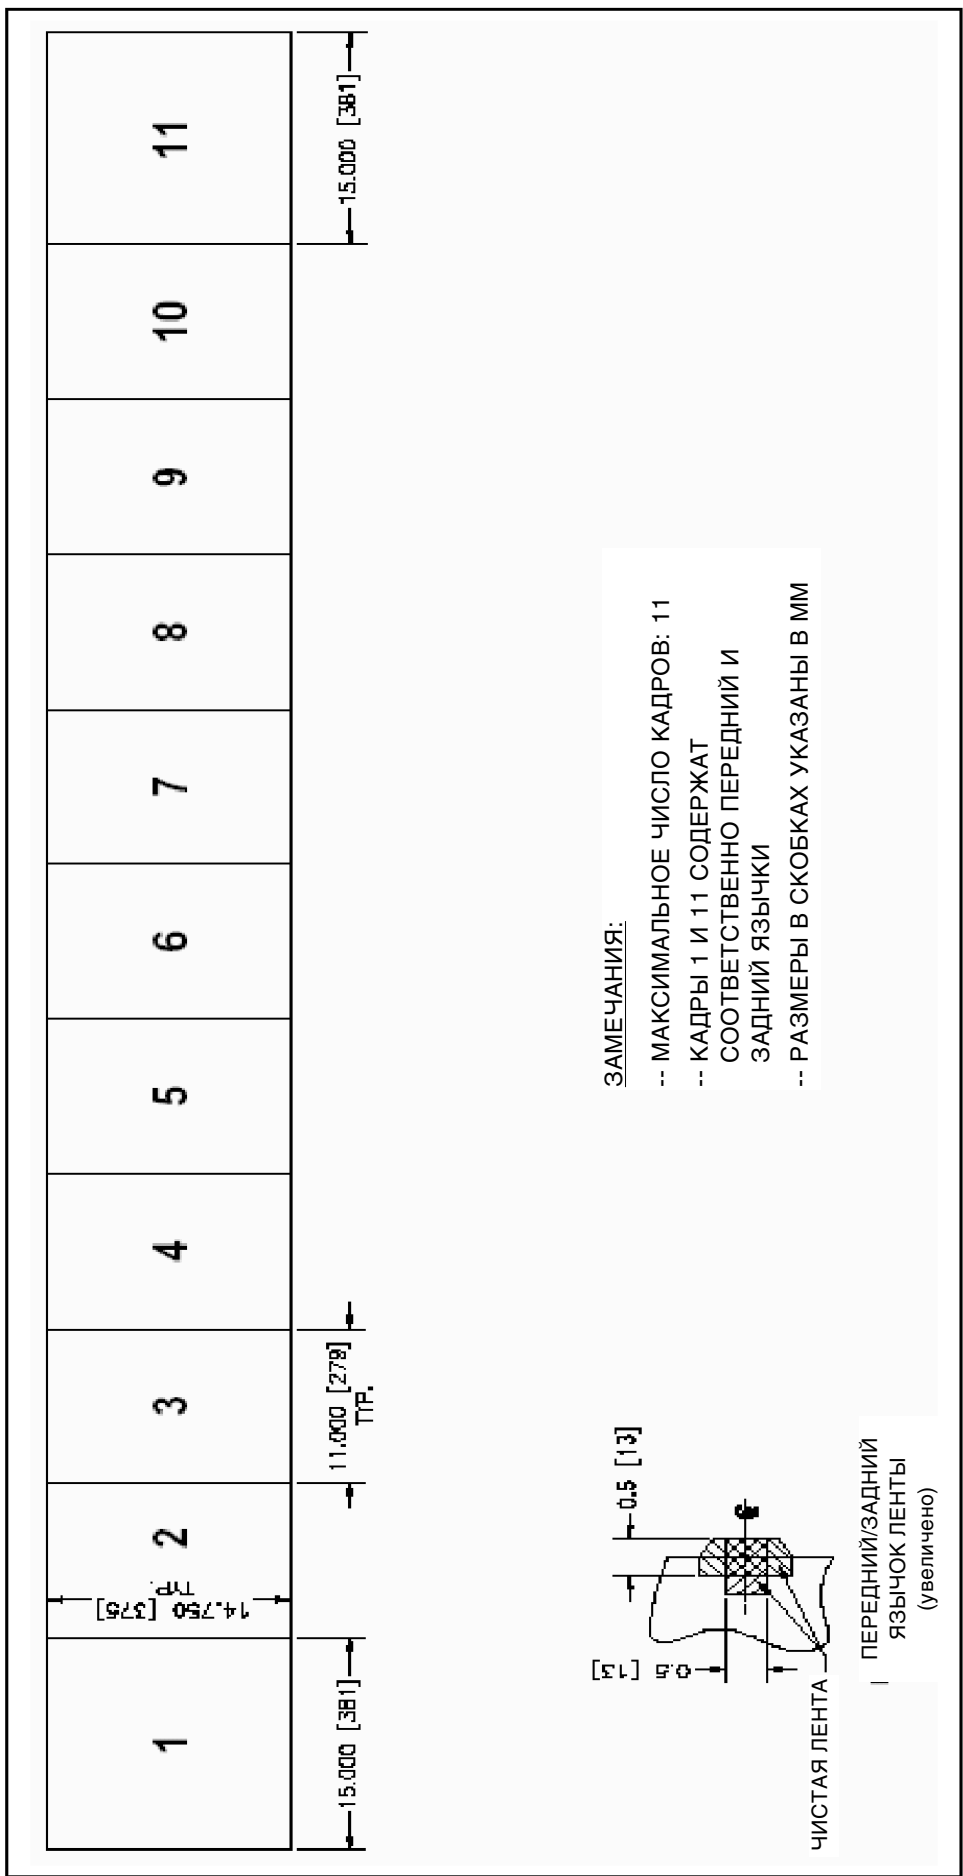 1
2
3
4
5
6
7
8
9
10
11
14.750 [375]
TYP.
15.000 [381]
11.000 [279]
TYP.
15.000 [381]
0.5 [13]
0.5 [13]
ЧИСТАЯ ЛЕНТА
ПЕРЕДНИЙ/ЗАДНИЙ
ЯЗЫЧОК ЛЕНТЫ
(увеличено)
ЗАМЕЧАНИЯ:
-- МАКСИМАЛЬНОЕ ЧИСЛО КАДРОВ: 11
-- КАДРЫ 1 И 11 СОДЕРЖАТ
СООТВЕТСТВЕННО ПЕРЕДНИЙ И
ЗАДНИЙ ЯЗЫЧКИ
-- РАЗМЕРЫ В СКОБКАХ УКАЗАНЫ В ММ